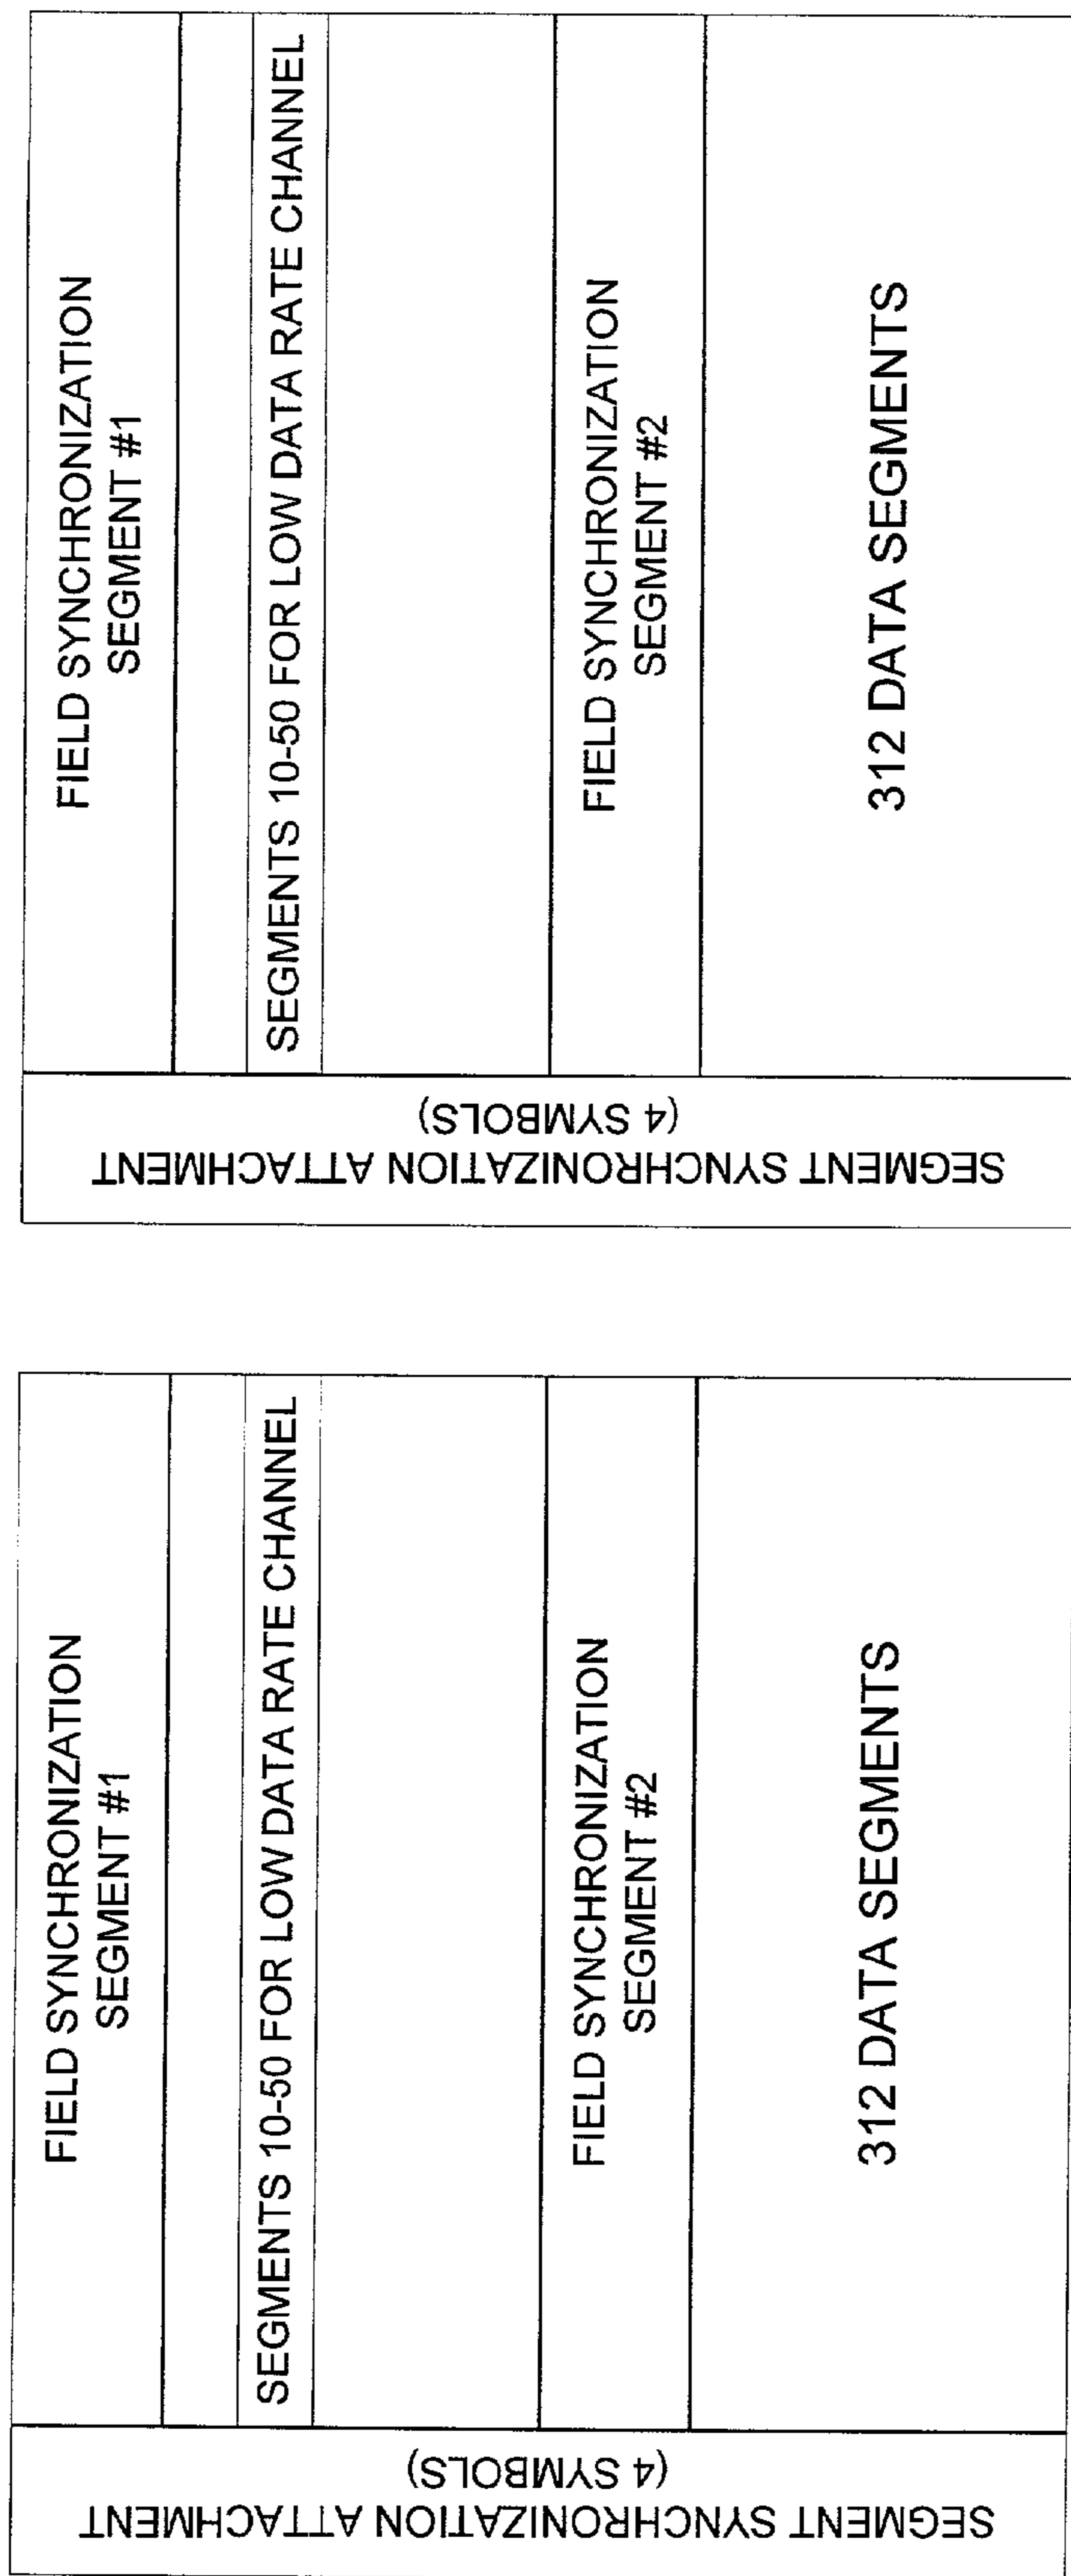 SEGMENT SYNCHRONIZATION ATTACHMENT
(4 SYMBOLS)
FIELD SYNCHRONIZATION
SEGMENT #1
SEGMENTS 10-50 FOR LOW DATA RATE CHANNEL
FIELD SYNCHRONIZATION
SEGMENT #2
312 DATA SEGMENTS
SEGMENT SYNCHRONIZATION ATTACHMENT
(4 SYMBOLS)
FIELD SYNCHRONIZATION
SEGMENT #1
SEGMENTS 10-50 FOR LOW DATA RATE CHANNEL
FIELD SYNCHRONIZATION
SEGMENT #2
312 DATA SEGMENTS